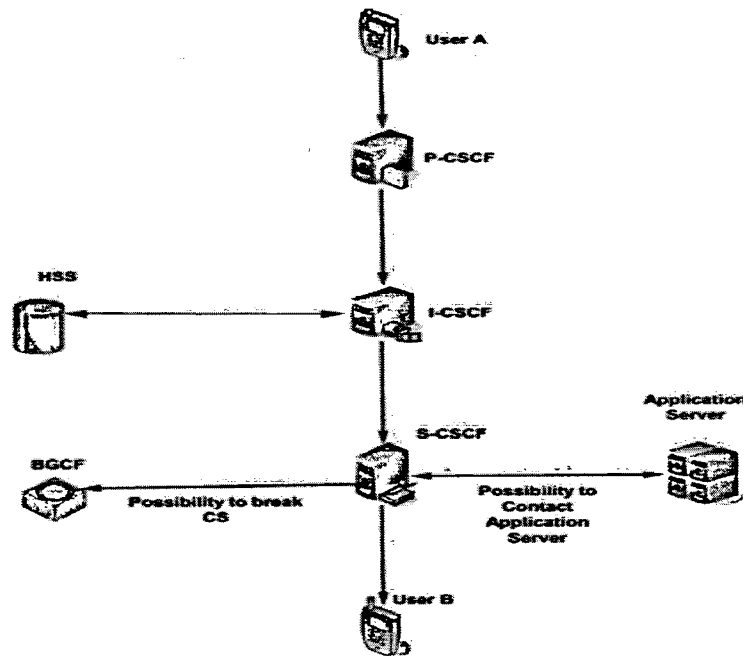 User A
P-CSCF
HSS
I-CSCF
Application
Server
S-CSCF
BGCF
Possibility to break
CS
Possibility to
Contact
Application
Server
User B